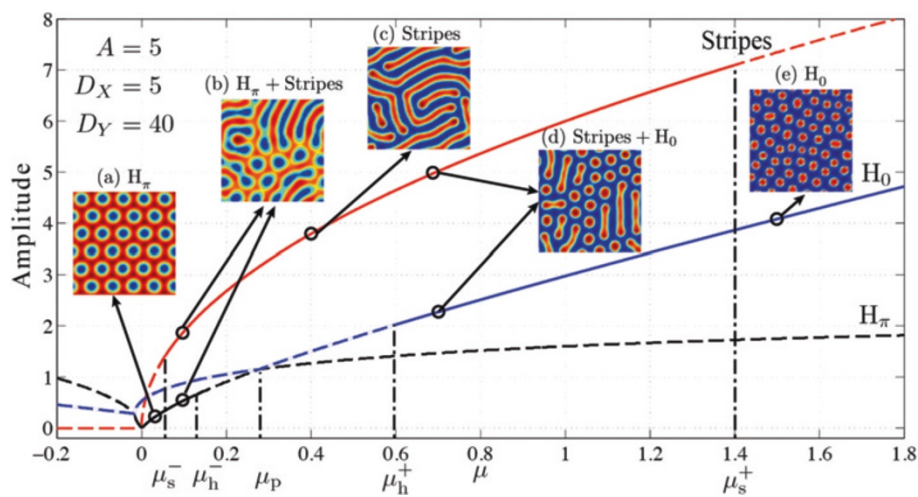 A = 5
D_X = 5
D_Y = 40
(a) H_π
(b) H_π + Stripes
(c) Stripes
(d) Stripes + H_0
(e) H_0
Stripes
H_0
H_π
Amplitude
8
7
6
5
4
3
2
1
0
−0.2
0
0.2
0.4
0.6
0.8
1
1.2
1.4
1.6
1.8
μ_s^−
μ_h^−
μ_p
μ_h^+
μ
μ_s^+